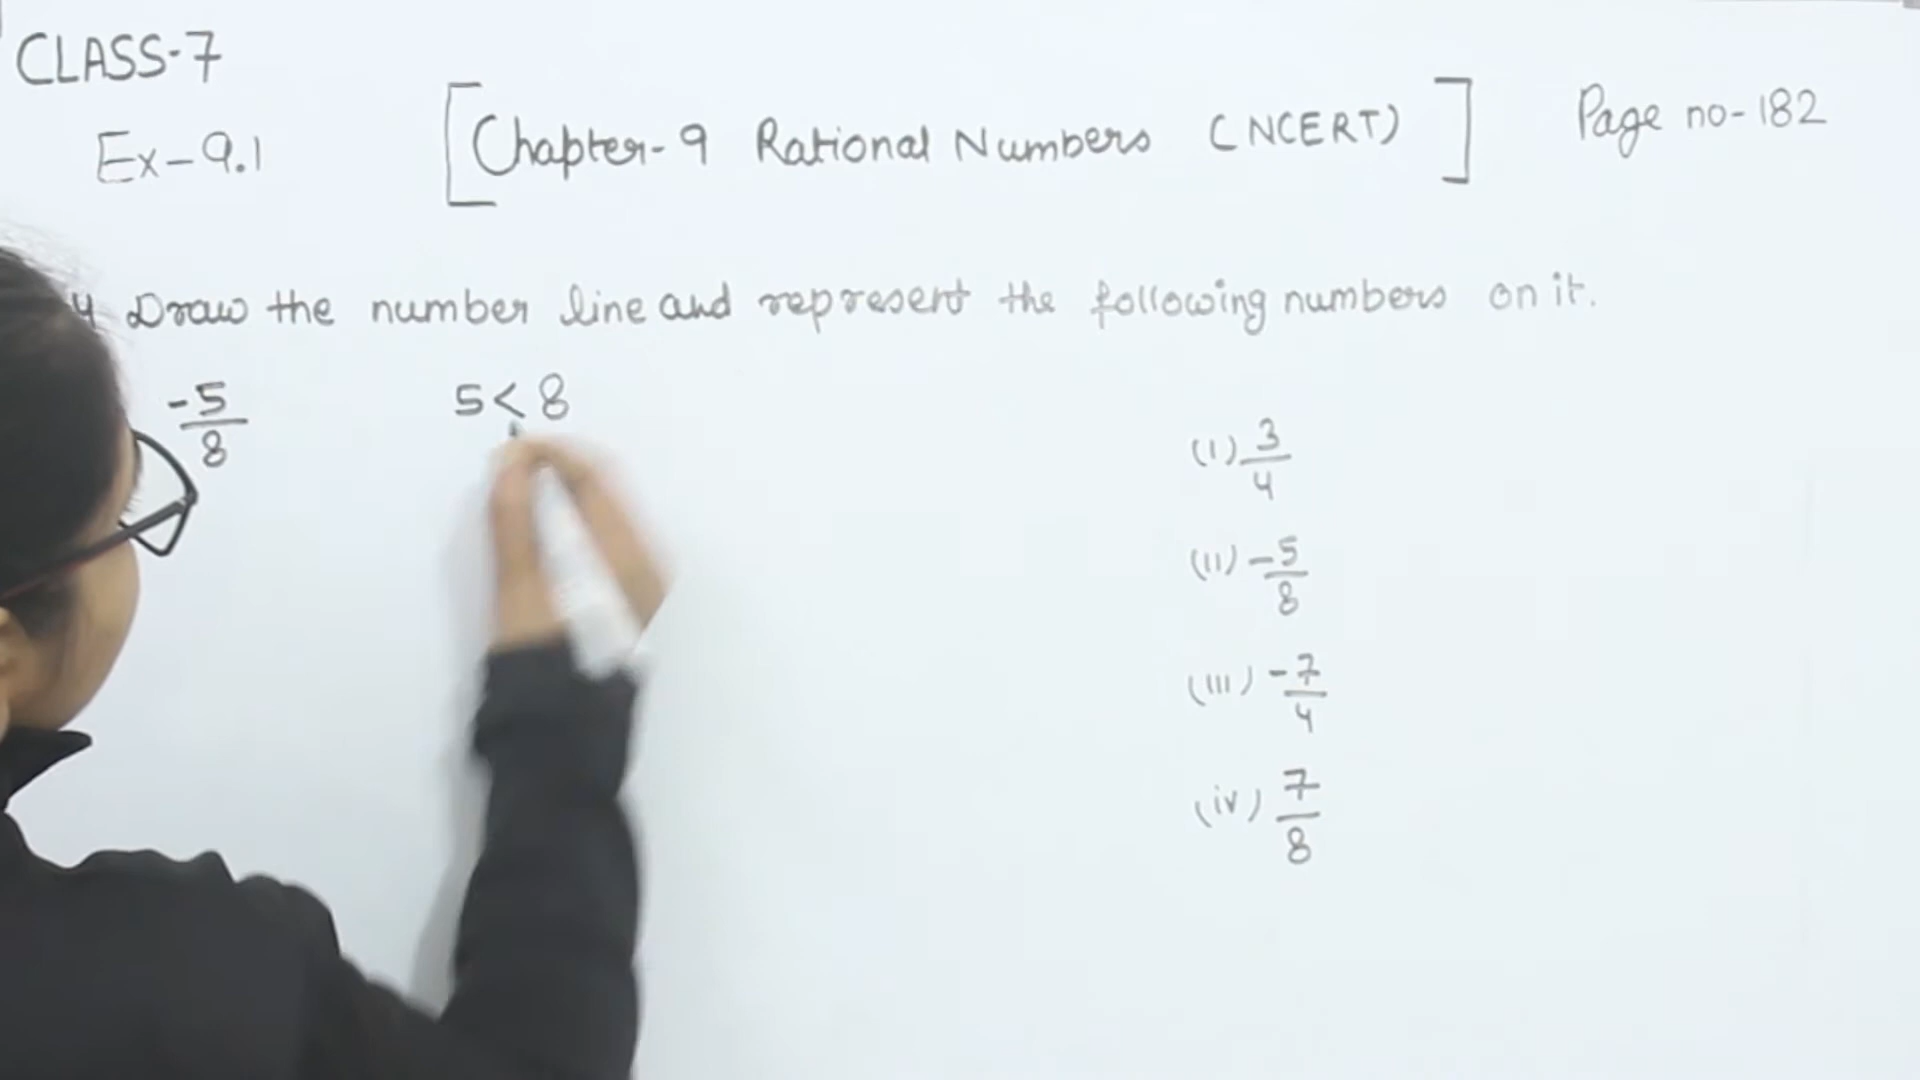 CLASS-7
Ex-9.1 [Chapter-9 Rational Numbers (NCERT)] Page no-182
4 Draw the number line and represent the following numbers on it.
-5/8 5<8
(i) 3/4
(ii) -5/8
(iii) -7/4
(iv) 7/8